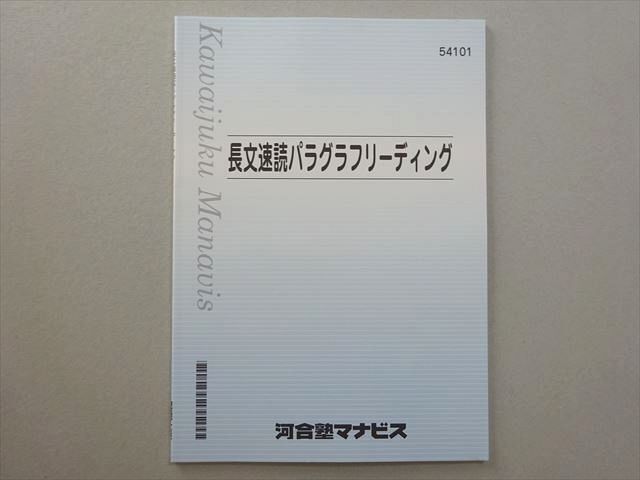 54101
Kawaijuku Manavis
長文速読パラグラフリーディング
河合塾マナビス